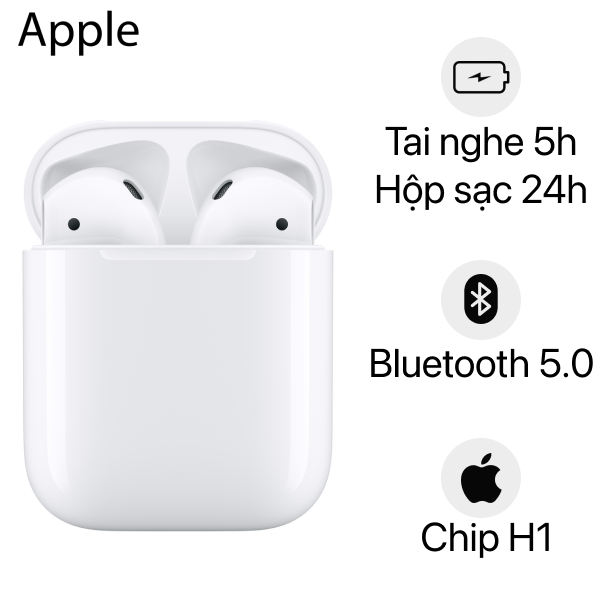 Apple
Tai nghe 5h
Hộp sạc 24h
Bluetooth 5.0
Chip H1